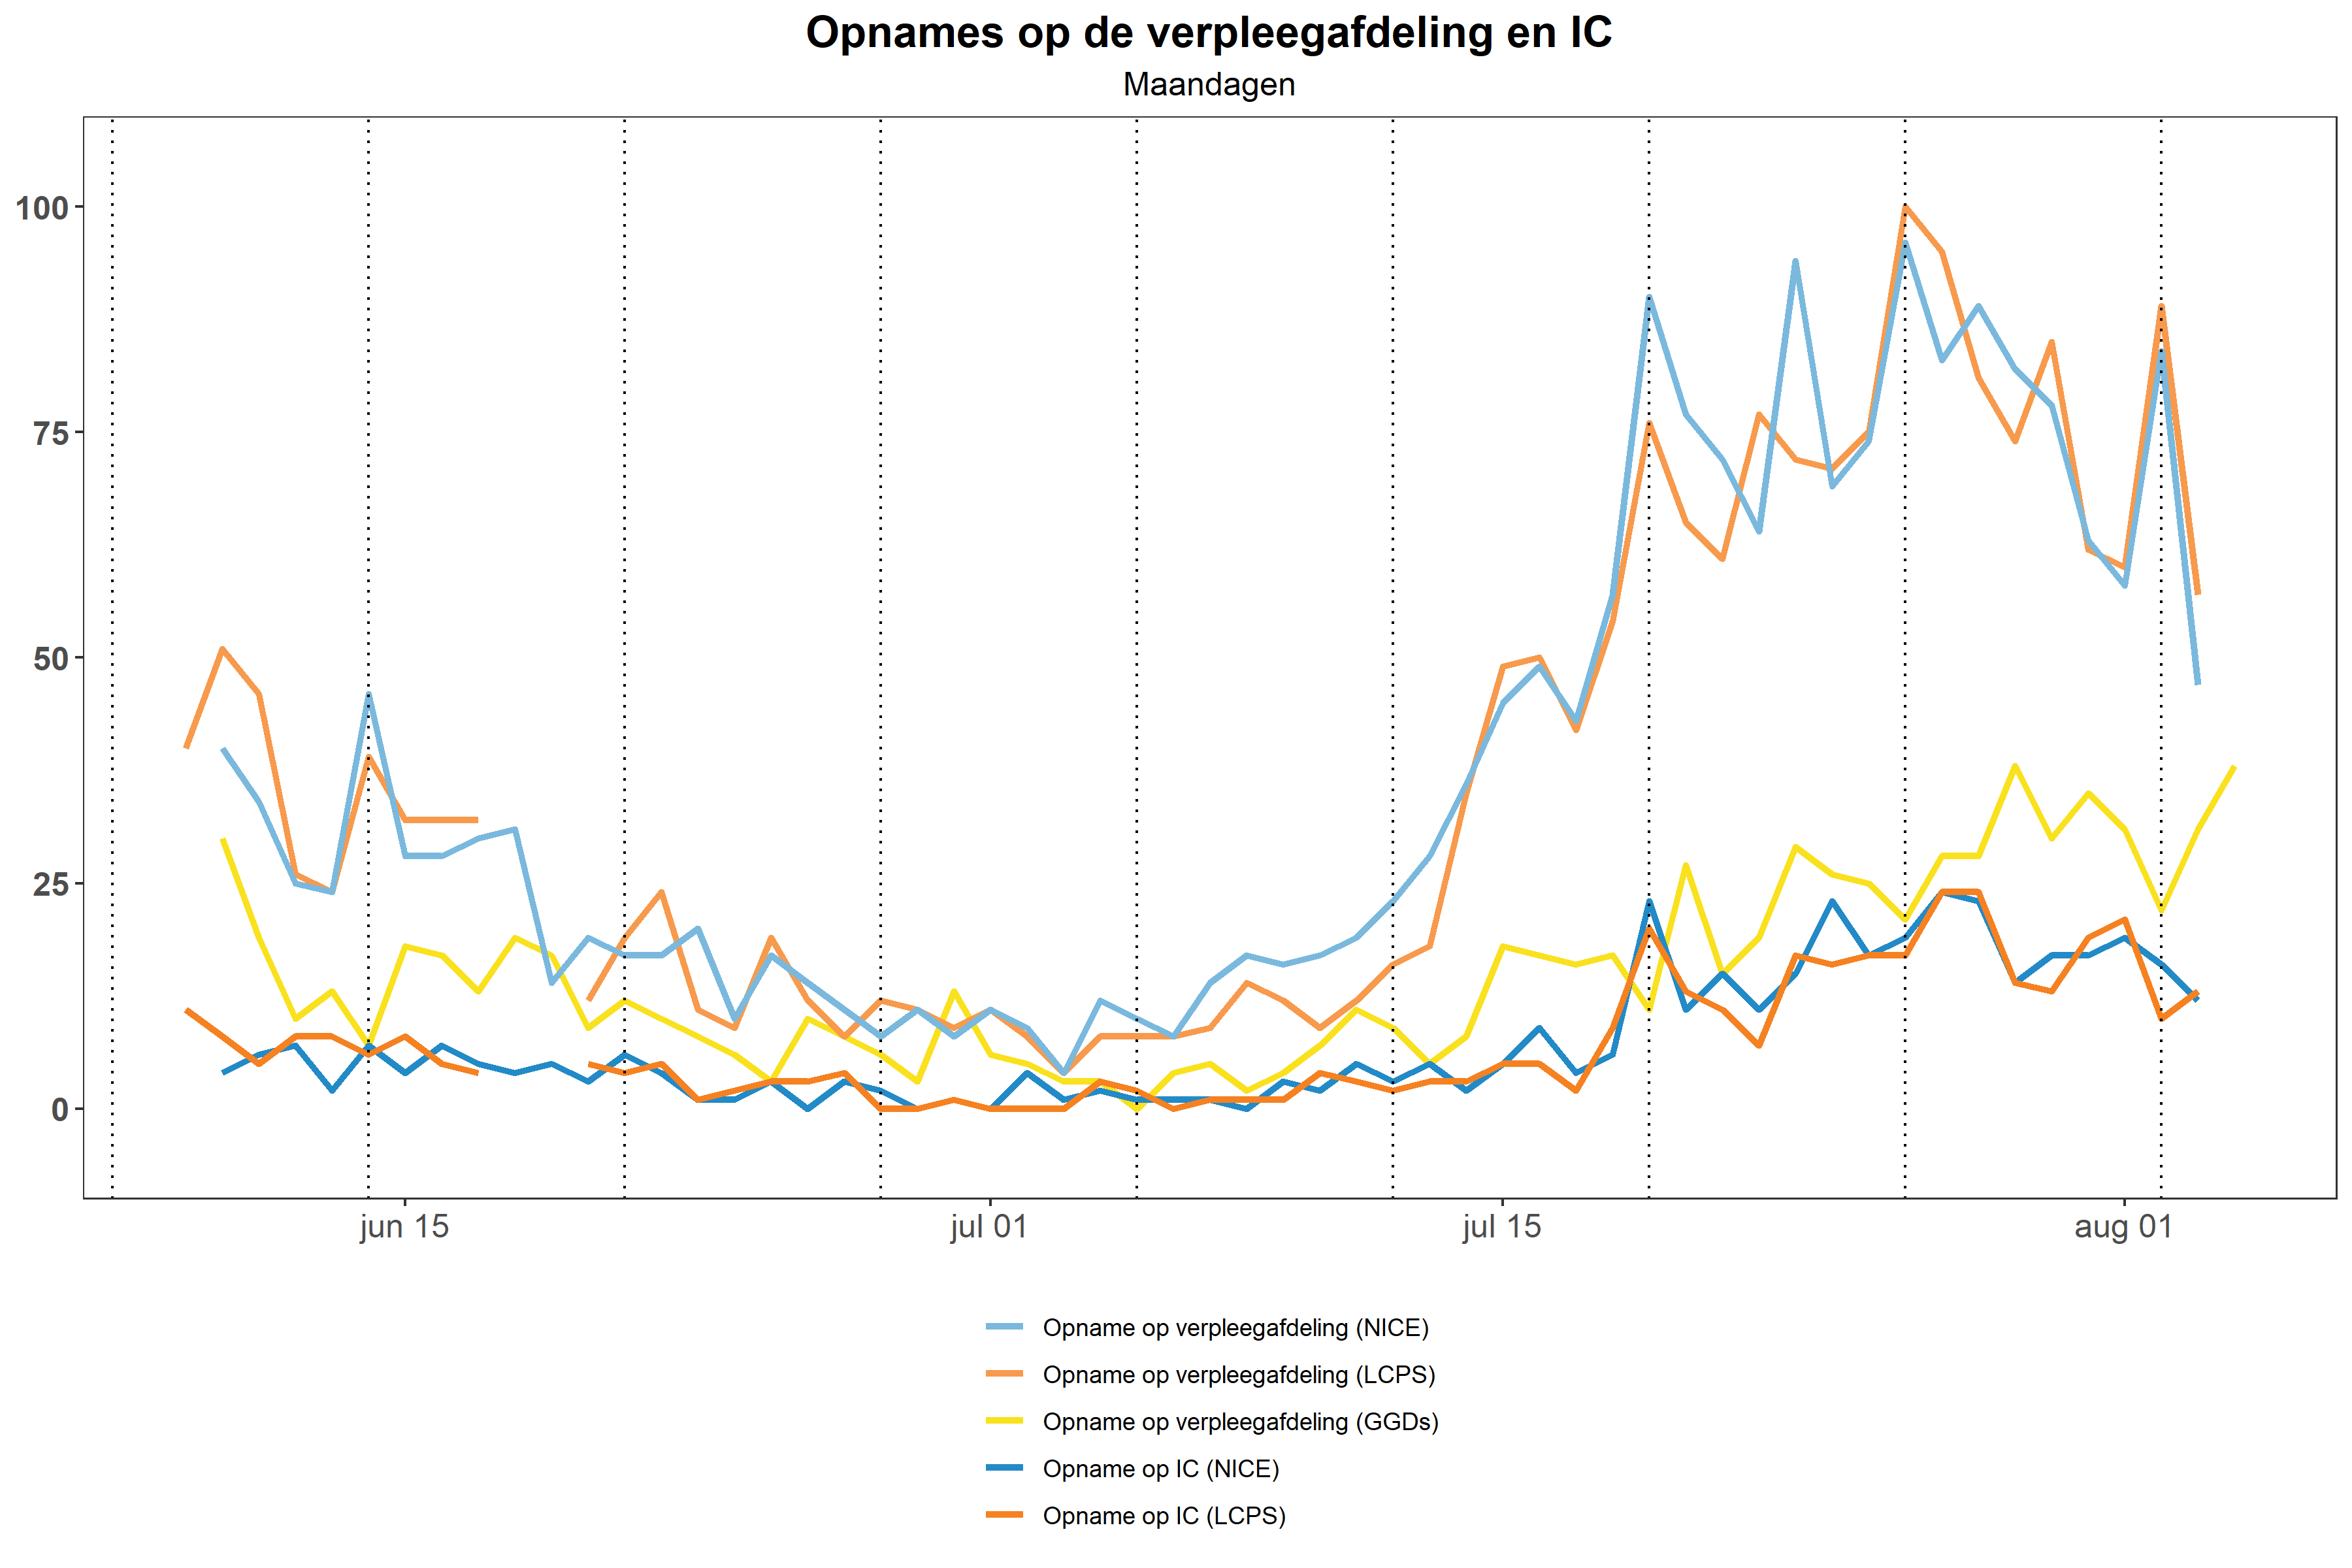 Opnames op de verpleegafdeling en IC
Maandagen
100
75
50
25
0
jun 15
jul 01
jul 15
aug 01
Opname op verpleegafdeling (NICE)
Opname op verpleegafdeling (LCPS)
Opname op verpleegafdeling (GGDs)
Opname op IC (NICE)
Opname op IC (LCPS)